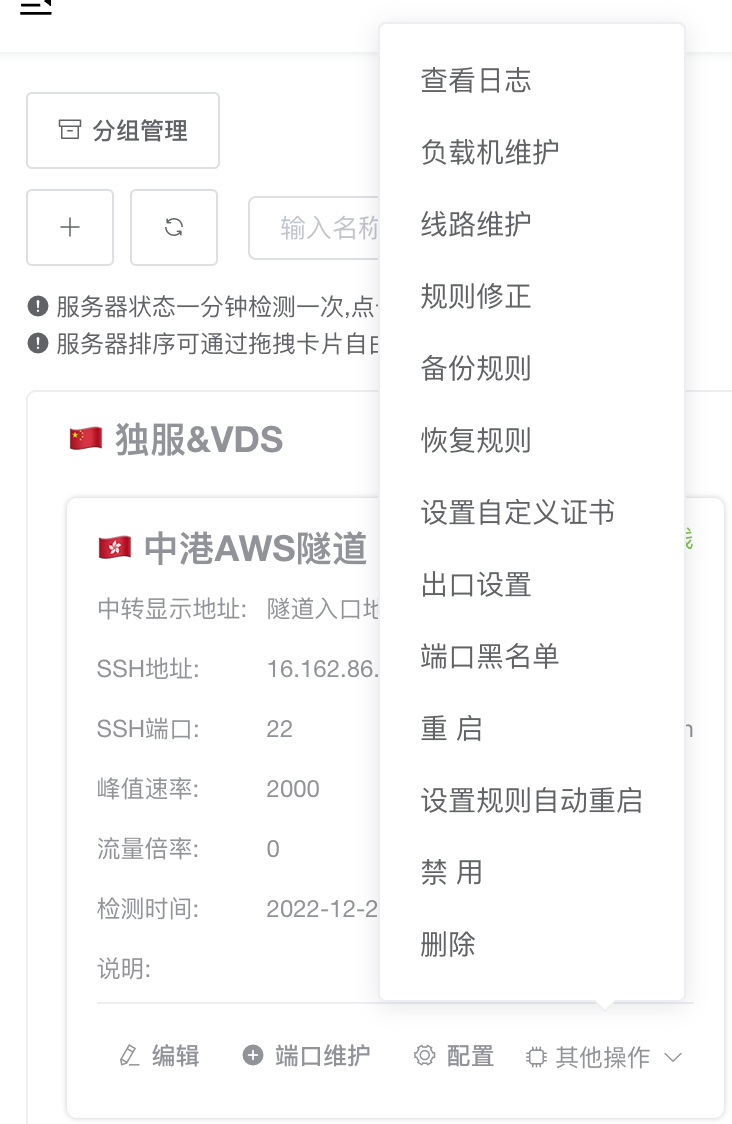 分组管理
输入名称
服务器状态一分钟检测一次,点
服务器排序可通过拖拽卡片自由
独服&VDS
中港AWS隧道
中转显示地址: 隧道入口地
SSH地址: 16.162.86.
SSH端口: 22
峰值速率: 2000
流量倍率: 0
检测时间: 2022-12-2
说明:
编辑 端口维护 配置 其他操作
查看日志
负载机维护
线路维护
规则修正
备份规则
恢复规则
设置自定义证书
出口设置
端口黑名单
重 启
设置规则自动重启
禁 用
删除